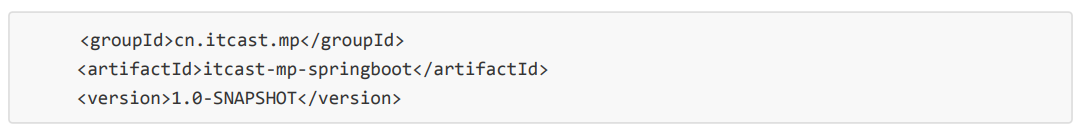 <groupId>cn.itcast.mp</groupId>
<artifactId>itcast-mp-springboot</artifactId>
<version>1.0-SNAPSHOT</version>